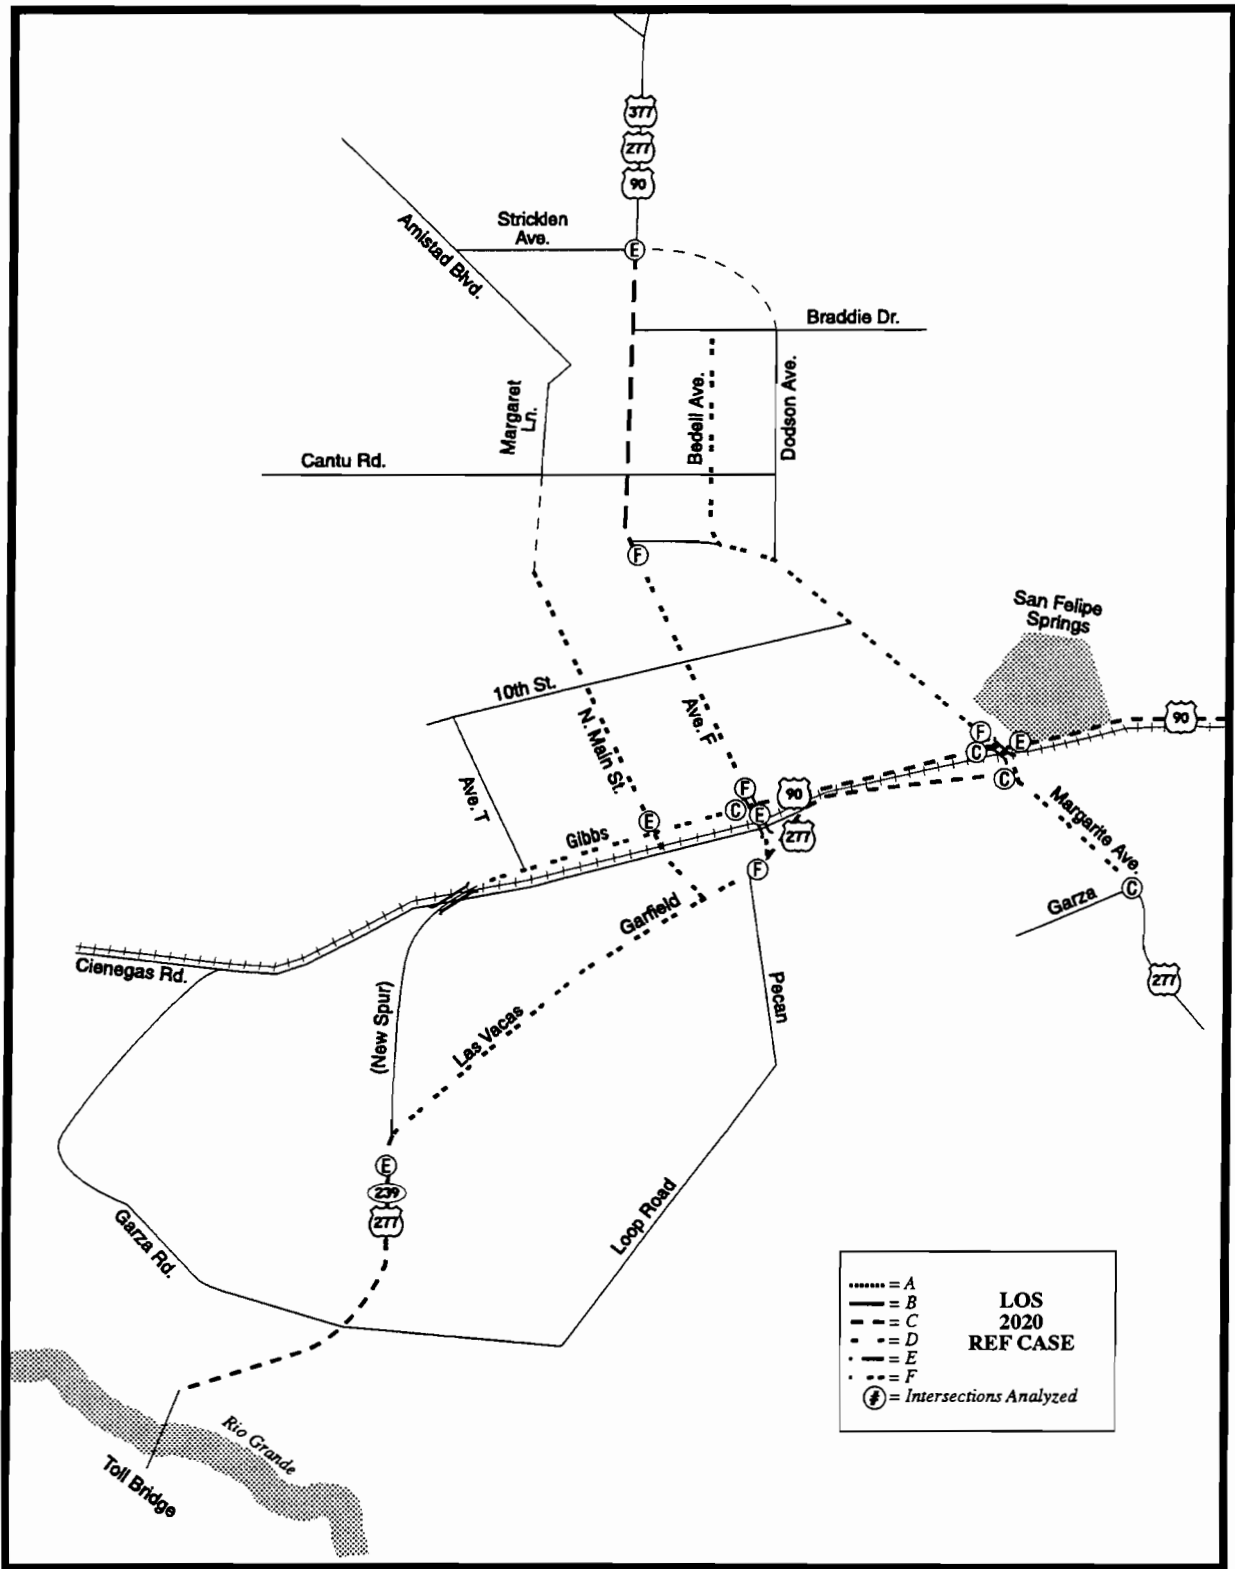 377
277
90
Stricklen
Ave.
E
Amistad Blvd.
Braddie Dr.
Margaret
Ln.
Bedell Ave.
Dodson Ave.
Cantu Rd.
F
San Felipe
Springs
10th St.
N. Main St.
Ave. F
90
F
C
E
C
Ave. T
Gibbs
E
F
C
E
90
277
F
Margarite Ave.
C
Garza
277
Garfield
Pecan
Cienegas Rd.
(New Spur)
Las Vacas
E
239
277
Garza Rd.
Loop Road
Rio Grande
Toll Bridge
= A
= B
= C
= D
= E
= F
# = Intersections Analyzed
LOS
2020
REF CASE